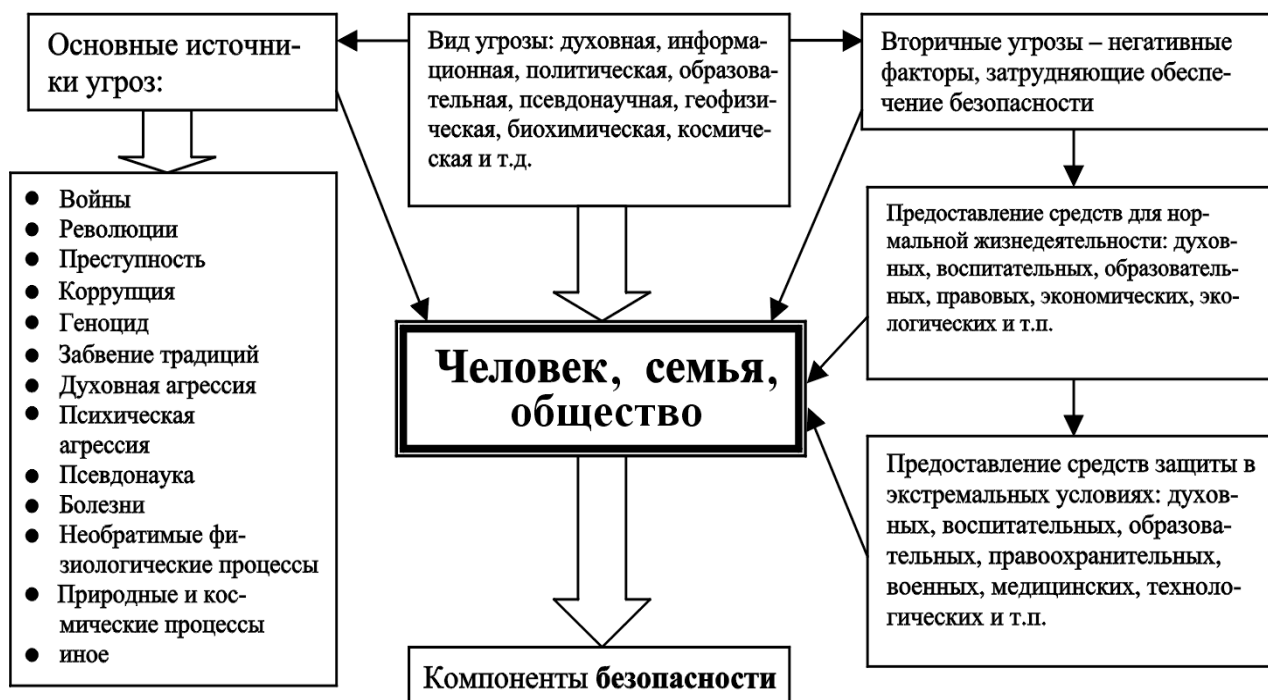 Основные источни-
ки угроз:
Войны
Революции
Преступность
Коррупция
Геноцид
Забвение традиций
Духовная агрессия
Психическая
агрессия
Псевдонаука
Болезни
Необратимые фи-
зиологические процессы
Природные и кос-
мические процессы
иное
Вид угрозы: духовная, информа-
ционная, политическая, образова-
тельная, псевдонаучная, геофизи-
ческая, биохимическая, космиче-
ская и т.д.
Человек, семья,
общество
Компоненты безопасности
Вторичные угрозы – негативные
факторы, затрудняющие обеспе-
чение безопасности
Предоставление средств для нор-
мальной жизнедеятельности: духов-
ных, воспитательных, образователь-
ных, правовых, экономических, эко-
логических и т.п.
Предоставление средств защиты в
экстремальных условиях: духов-
ных, воспитательных, образова-
тельных, правоохранительных,
военных, медицинских, техноло-
гических и т.п.